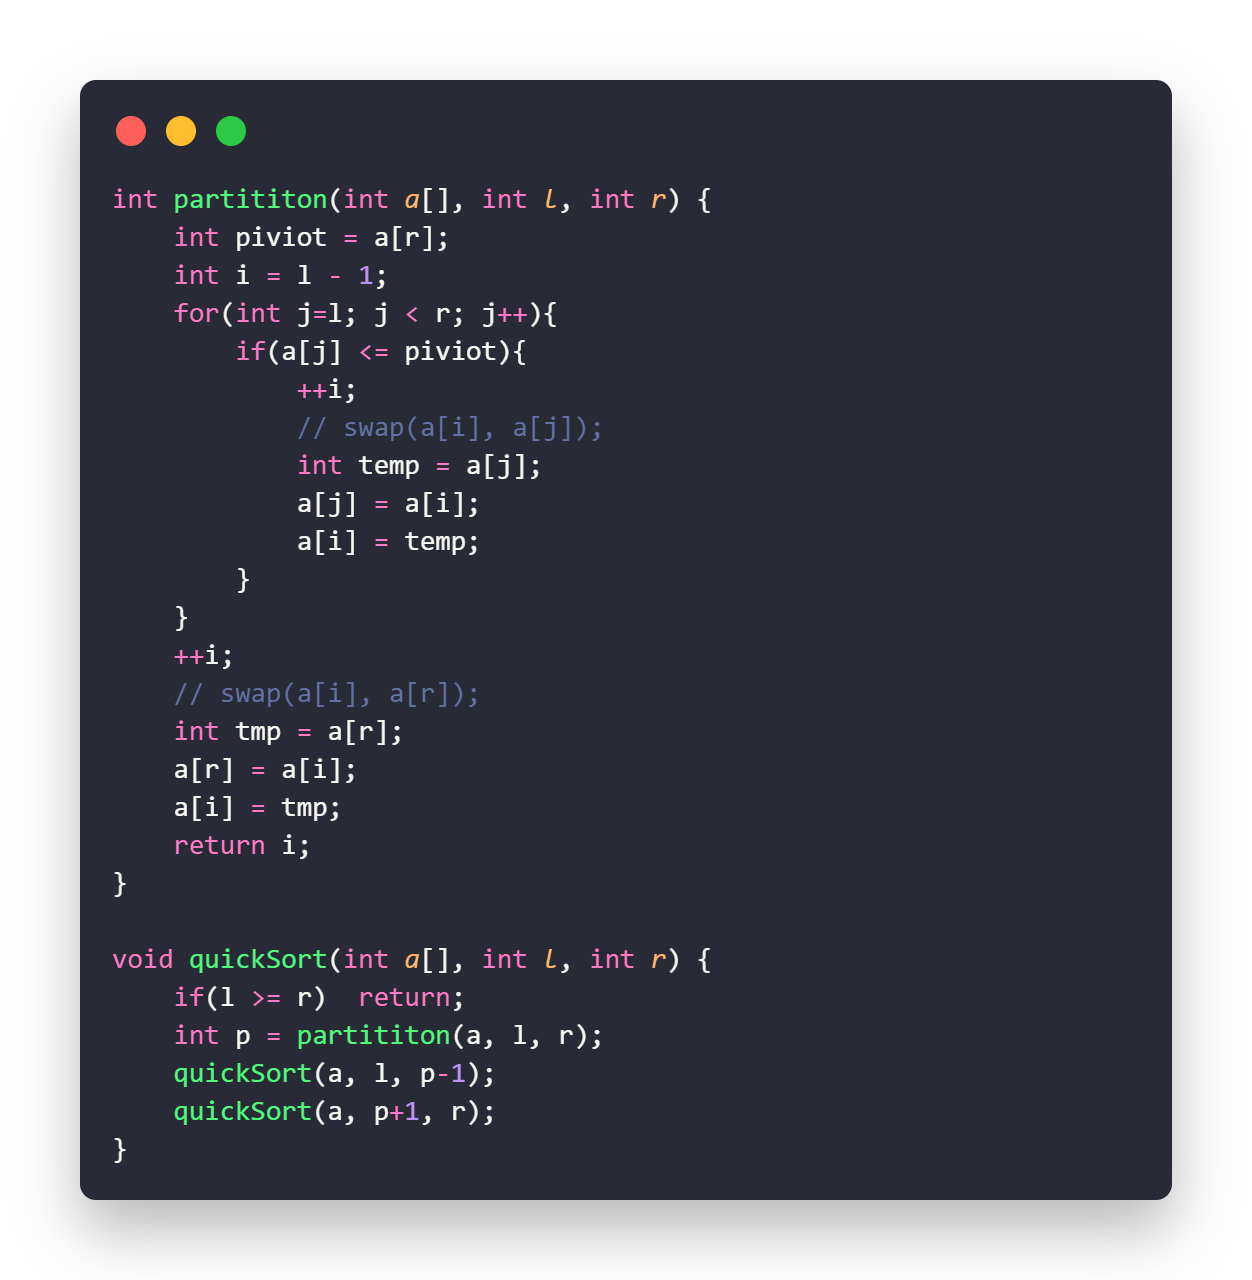 int partititon(int a[], int l, int r) {
    int piviot = a[r];
    int i = l - 1;
    for(int j=l; j < r; j++){
        if(a[j] <= piviot){
            ++i;
            // swap(a[i], a[j]);
            int temp = a[j];
            a[j] = a[i];
            a[i] = temp;
        }
    }
    ++i;
    // swap(a[i], a[r]);
    int tmp = a[r];
    a[r] = a[i];
    a[i] = tmp;
    return i;
}

void quickSort(int a[], int l, int r) {
    if(l >= r)  return;
    int p = partititon(a, l, r);
    quickSort(a, l, p-1);
    quickSort(a, p+1, r);
}